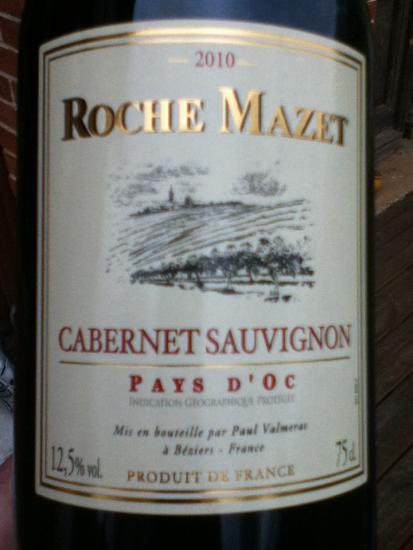 2010
ROCHE MAZET
CABERNET SAUVIGNON
PAYS D'OC
INDICATION GÉOGRAPHIQUE PROTÉGÉE
Mis en bouteille par Paul Valmeras
à Béziers - France
12,5% vol.
75 cl
PRODUIT DE FRANCE